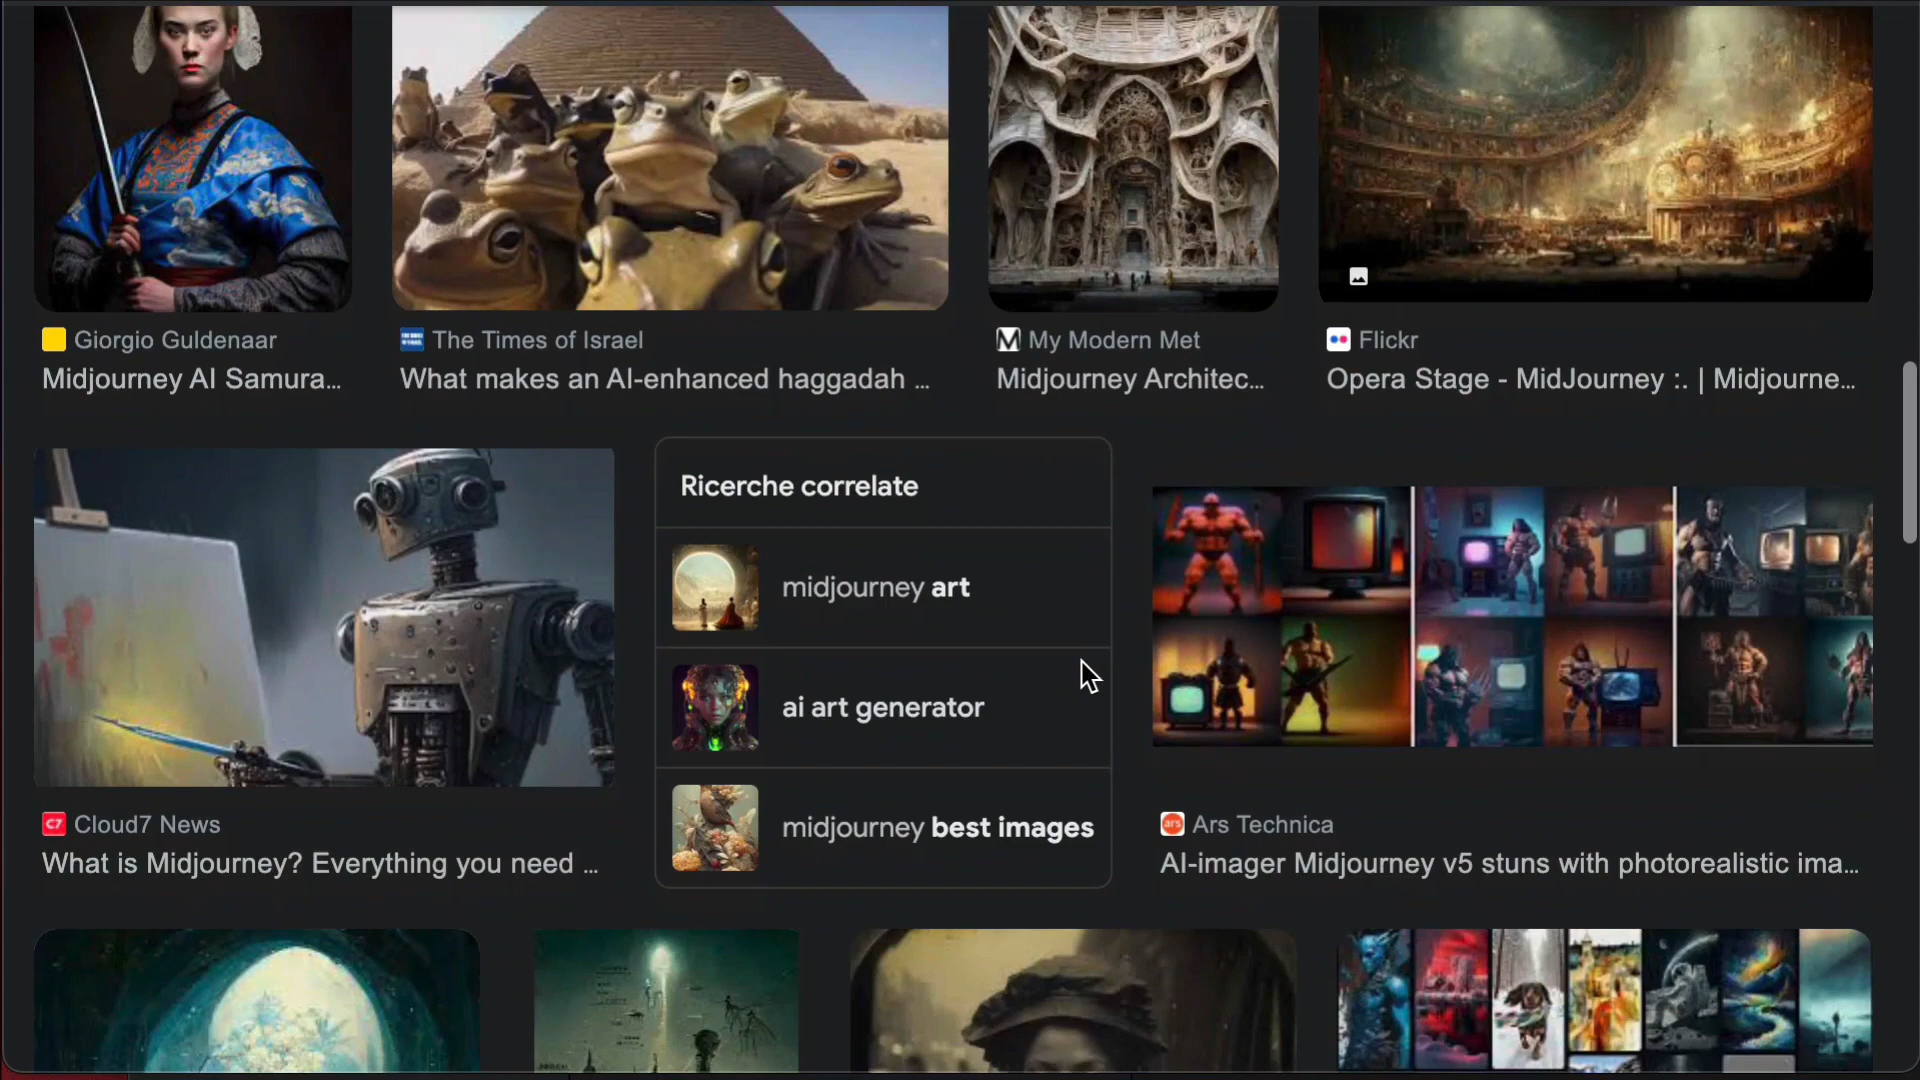 Giorgio Guldenaar
Midjourney AI Samura...
The Times of Israel
What makes an AI-enhanced haggadah ...
My Modern Met
Midjourney Architec...
Flickr
Opera Stage - MidJourney :. | Midjourne...
Ricerche correlate
midjourney art
ai art generator
midjourney best images
C7 Cloud7 News
What is Midjourney? Everything you need ...
ars Ars Technica
AI-imager Midjourney v5 stuns with photorealistic ima...